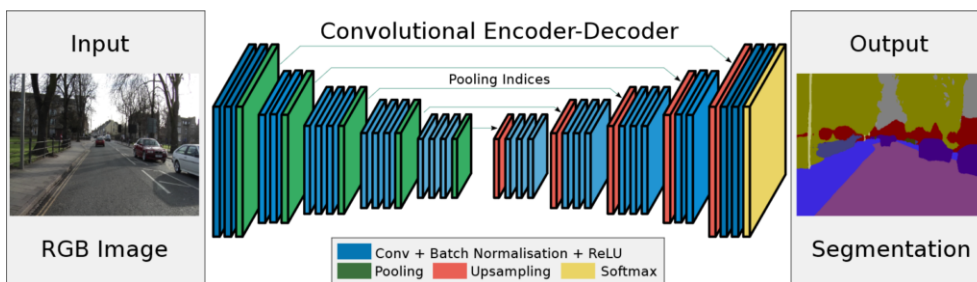 Input
RGB Image
Convolutional Encoder-Decoder
Pooling Indices
Conv + Batch Normalisation + ReLU
Pooling Upsampling Softmax
Output
Segmentation